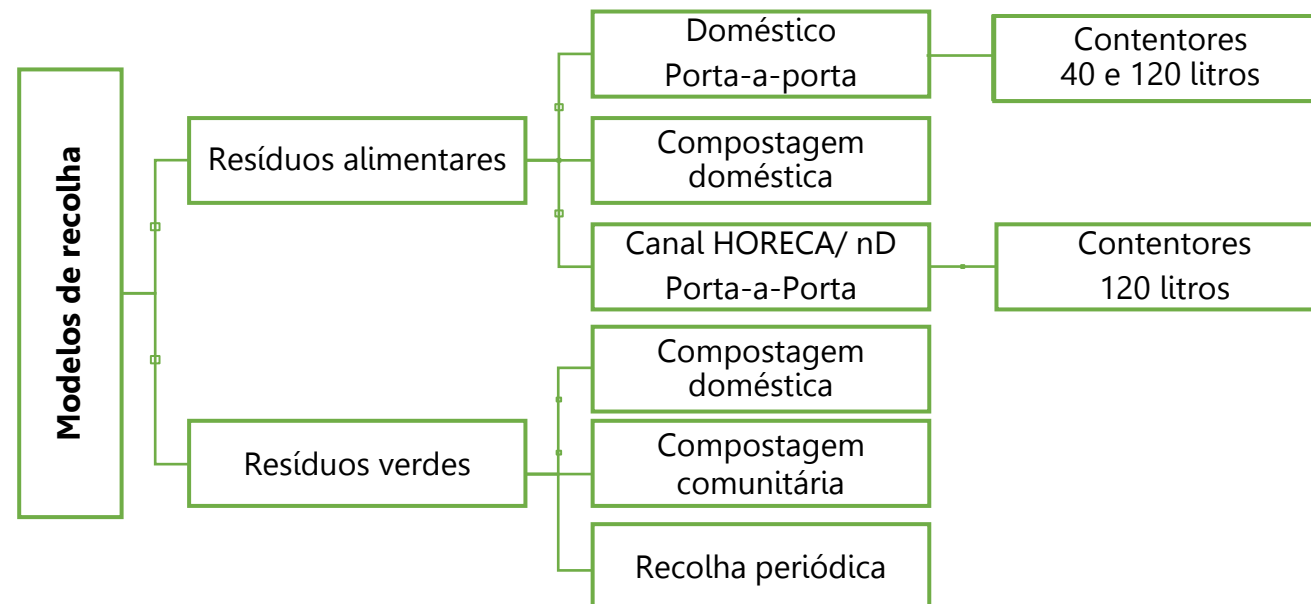 Modelos de recolha
Resíduos alimentares
Doméstico
Porta-a-porta
Contentores
40 e 120 litros
Compostagem
doméstica
Canal HORECA/ nD
Porta-a-Porta
Contentores
120 litros
Resíduos verdes
Compostagem
doméstica
Compostagem
comunitária
Recolha periódica